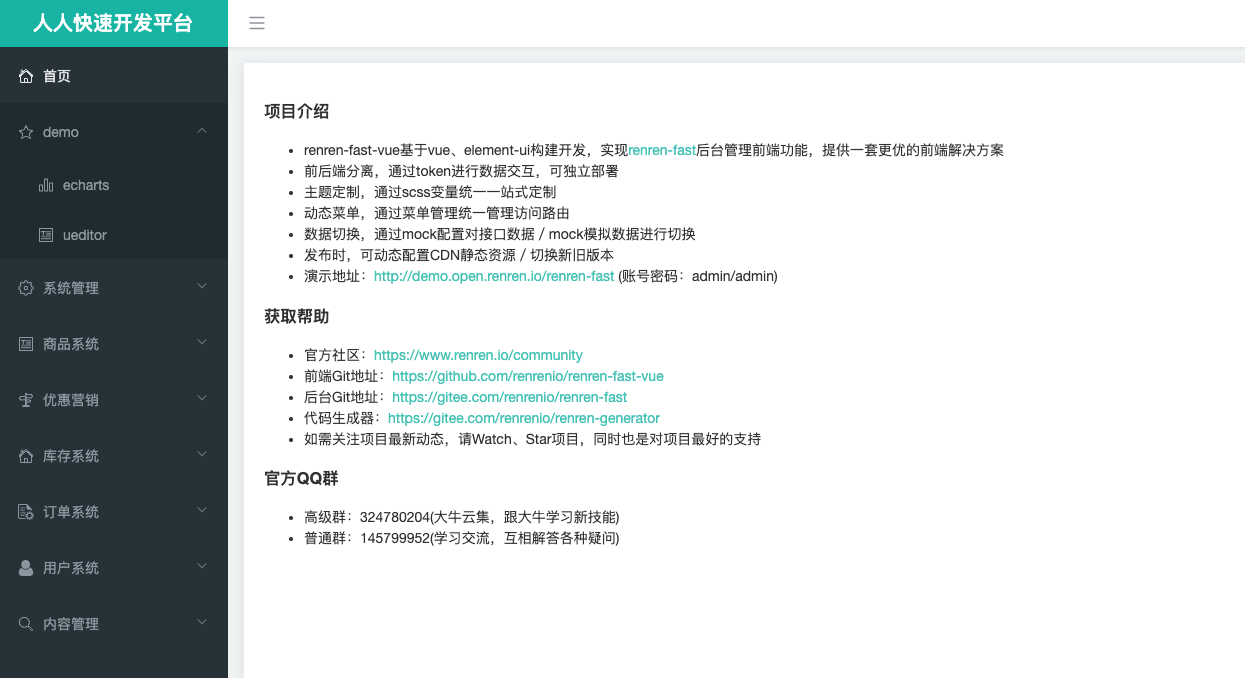 人人快速开发平台
首页
demo
echarts
ueditor
系统管理
商品系统
优惠营销
库存系统
订单系统
用户系统
内容管理
项目介绍
renren-fast-vue基于vue、element-ui构建开发，实现renren-fast后台管理前端功能，提供一套更优的前端解决方案
前后端分离，通过token进行数据交互，可独立部署
主题定制，通过scss变量统一一站式定制
动态菜单，通过菜单管理统一管理访问路由
数据切换，通过mock配置对接口数据／mock模拟数据进行切换
发布时，可动态配置CDN静态资源／切换新旧版本
演示地址：http://demo.open.renren.io/renren-fast (账号密码：admin/admin)
获取帮助
官方社区：https://www.renren.io/community
前端Git地址：https://github.com/renrenio/renren-fast-vue
后台Git地址：https://gitee.com/renrenio/renren-fast
代码生成器：https://gitee.com/renrenio/renren-generator
如需关注项目最新动态，请Watch、Star项目，同时也是对项目最好的支持
官方QQ群
高级群：324780204(大牛云集，跟大牛学习新技能)
普通群：145799952(学习交流，互相解答各种疑问)